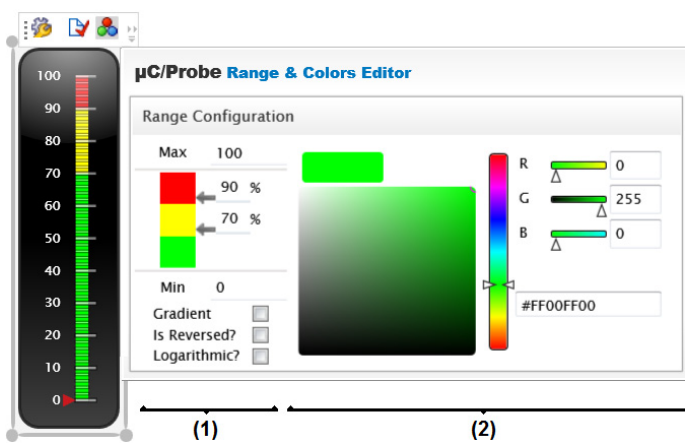 µC/Probe Range & Colors Editor
Range Configuration
Max 100
90 %
70 %
Min 0
Gradient
Is Reversed?
Logarithmic?
R 0
G 255
B 0
#FF00FF00
100
90
80
70
60
50
40
30
20
10
0
(1) (2)